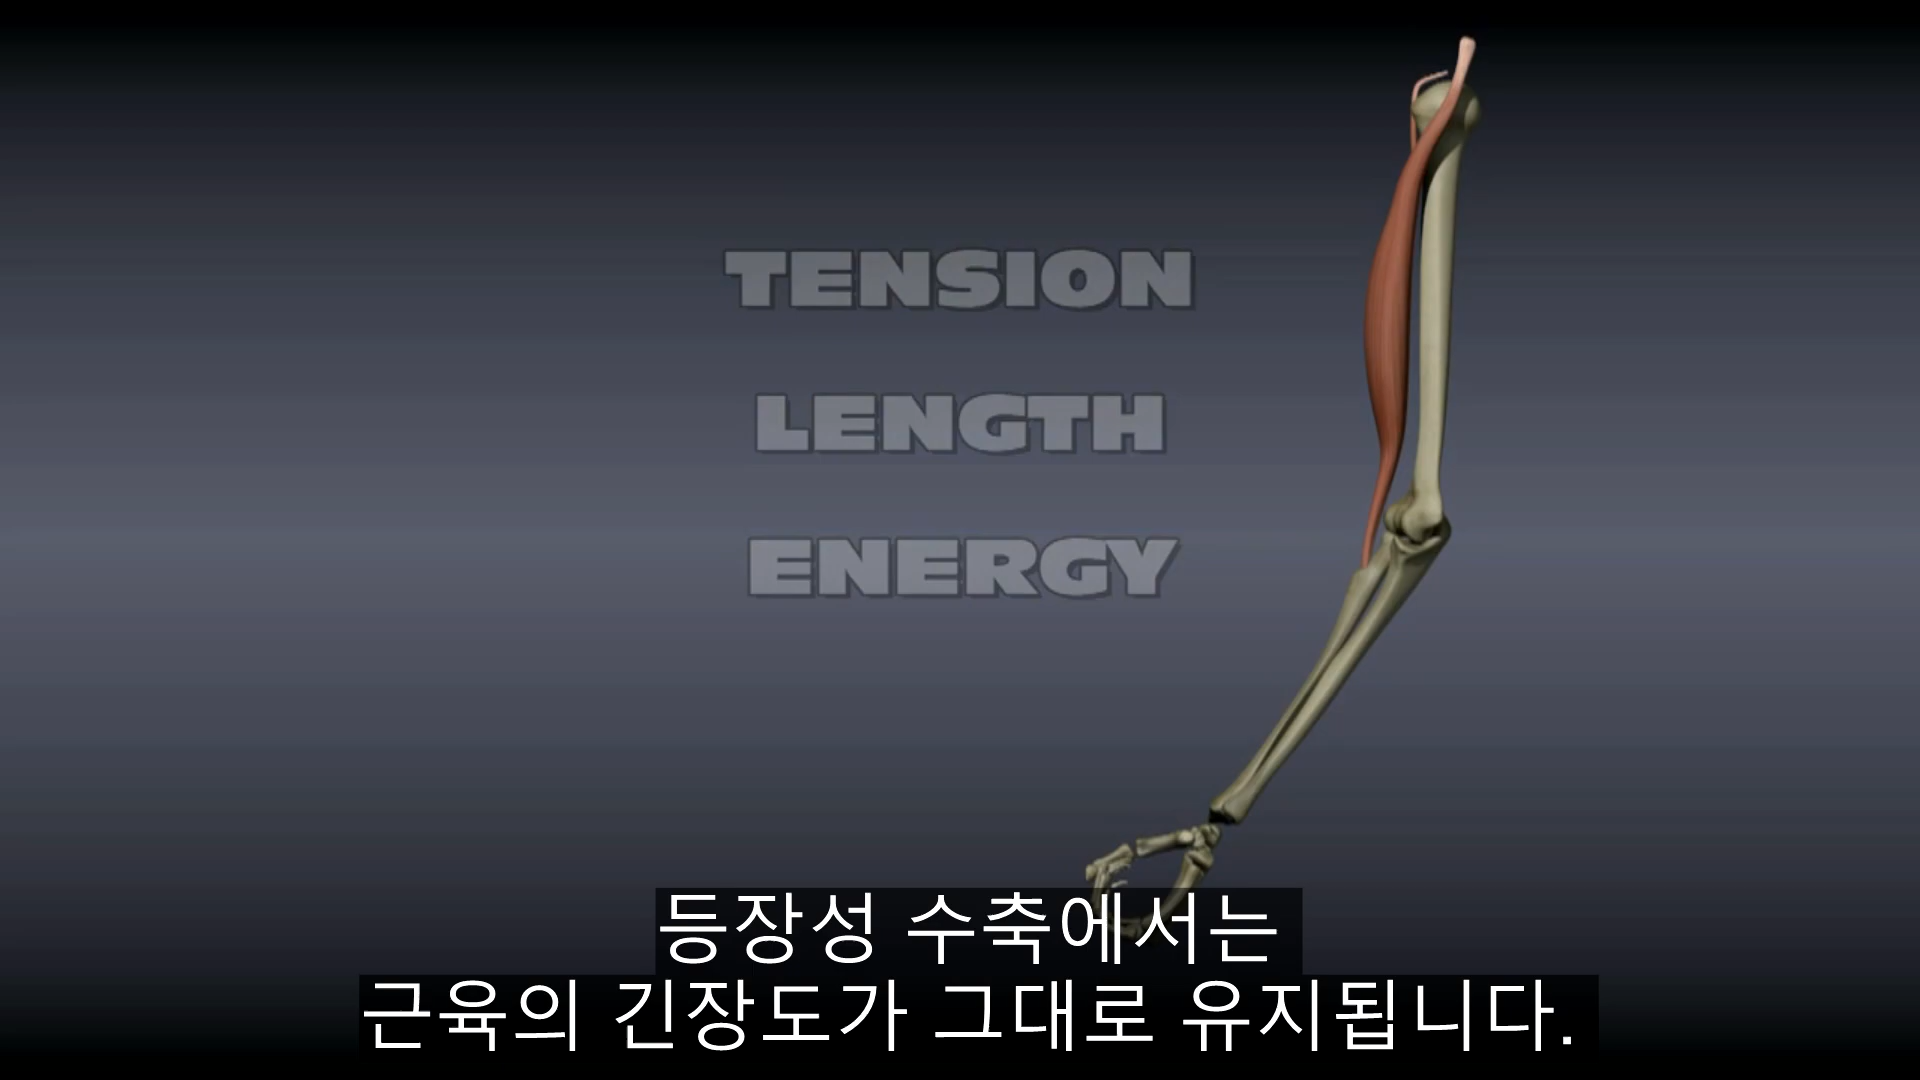 TENSION
LENGTH
ENERGY
등장성 수축에서는
근육의 긴장도가 그대로 유지됩니다.